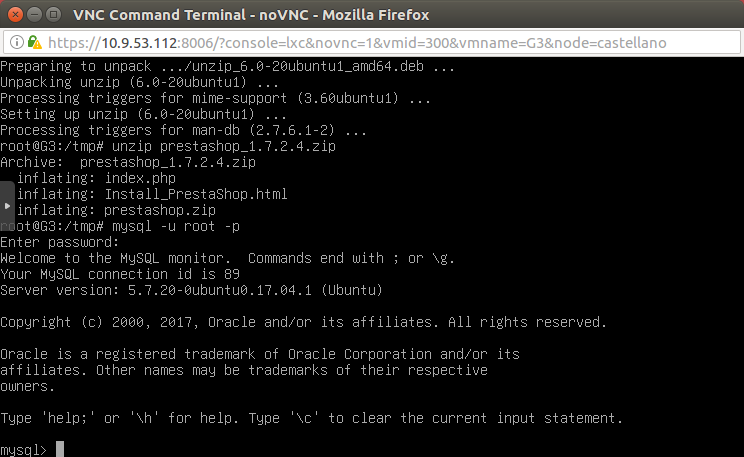 VNC Command Terminal - noVNC - Mozilla Firefox
https://10.9.53.112:8006/?console=lxc&novnc=1&vmid=300&vmname=G3&node=castellano
Preparing to unpack .../unzip_6.0-20ubuntu1_amd64.deb ...
Unpacking unzip (6.0-20ubuntu1) ...
Processing triggers for mime-support (3.60ubuntu1) ...
Setting up unzip (6.0-20ubuntu1) ...
Processing triggers for man-db (2.7.6.1-2) ...
root@G3:/tmp# unzip prestashop_1.7.2.4.zip
Archive:  prestashop_1.7.2.4.zip
  inflating: index.php
  inflating: Install_PrestaShop.html
  inflating: prestashop.zip
root@G3:/tmp# mysql -u root -p
Enter password:
Welcome to the MySQL monitor.  Commands end with ; or \g.
Your MySQL connection id is 89
Server version: 5.7.20-0ubuntu0.17.04.1 (Ubuntu)
Copyright (c) 2000, 2017, Oracle and/or its affiliates. All rights reserved.
Oracle is a registered trademark of Oracle Corporation and/or its
affiliates. Other names may be trademarks of their respective
owners.
Type 'help;' or '\h' for help. Type '\c' to clear the current input statement.
mysql>